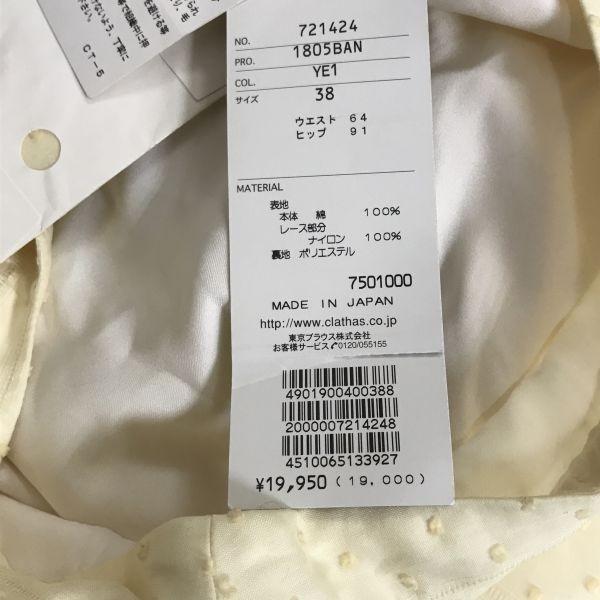 NO. 721424
PRO. 1805BAN
COL. YE1
サイズ 38
ウエスト 64
ヒップ 91
MATERIAL
表地
本体 綿 100%
レース部分
ナイロン 100%
裏地 ポリエステル
7501000
MADE IN JAPAN
http://www.clathas.co.jp
東京ブラウス株式会社
お客様サービス 0120/055155
4901900400388
2000007214248
4510065133927
¥19,950 (19,000)
CT-5